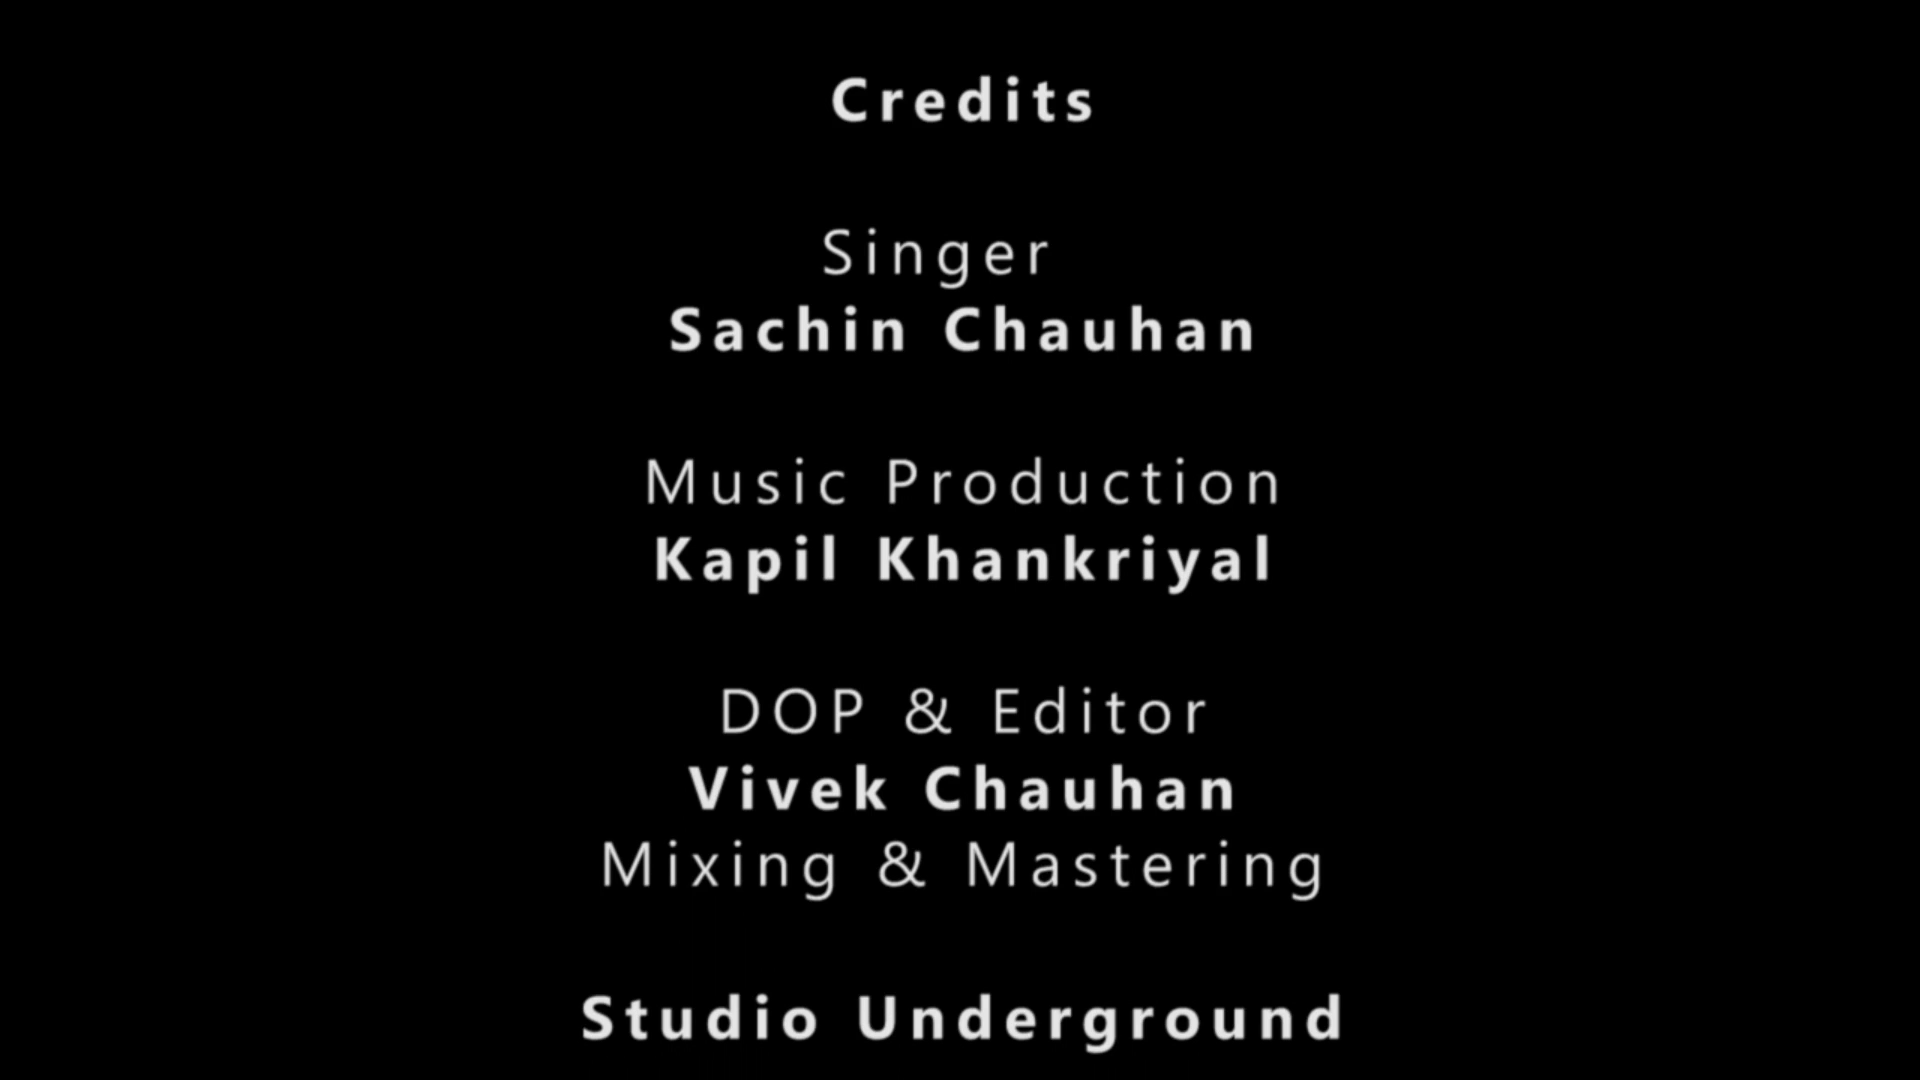 Credits
Singer
Sachin Chauhan
Music Production
Kapil Khankriyal
DOP & Editor
Vivek Chauhan
Mixing & Mastering
Studio Underground